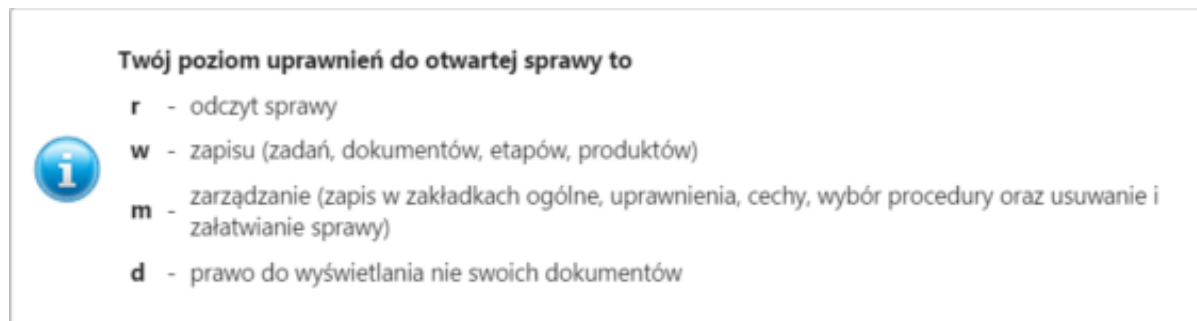 Twój poziom uprawnień do otwartej sprawy to
r - odczyt sprawy
w - zapisu (zadań, dokumentów, etapów, produktów)
m - zarządzanie (zapis w zakładkach ogólne, uprawnienia, cechy, wybór procedury oraz usuwanie i
załatwianie sprawy)
d - prawo do wyświetlania nie swoich dokumentów